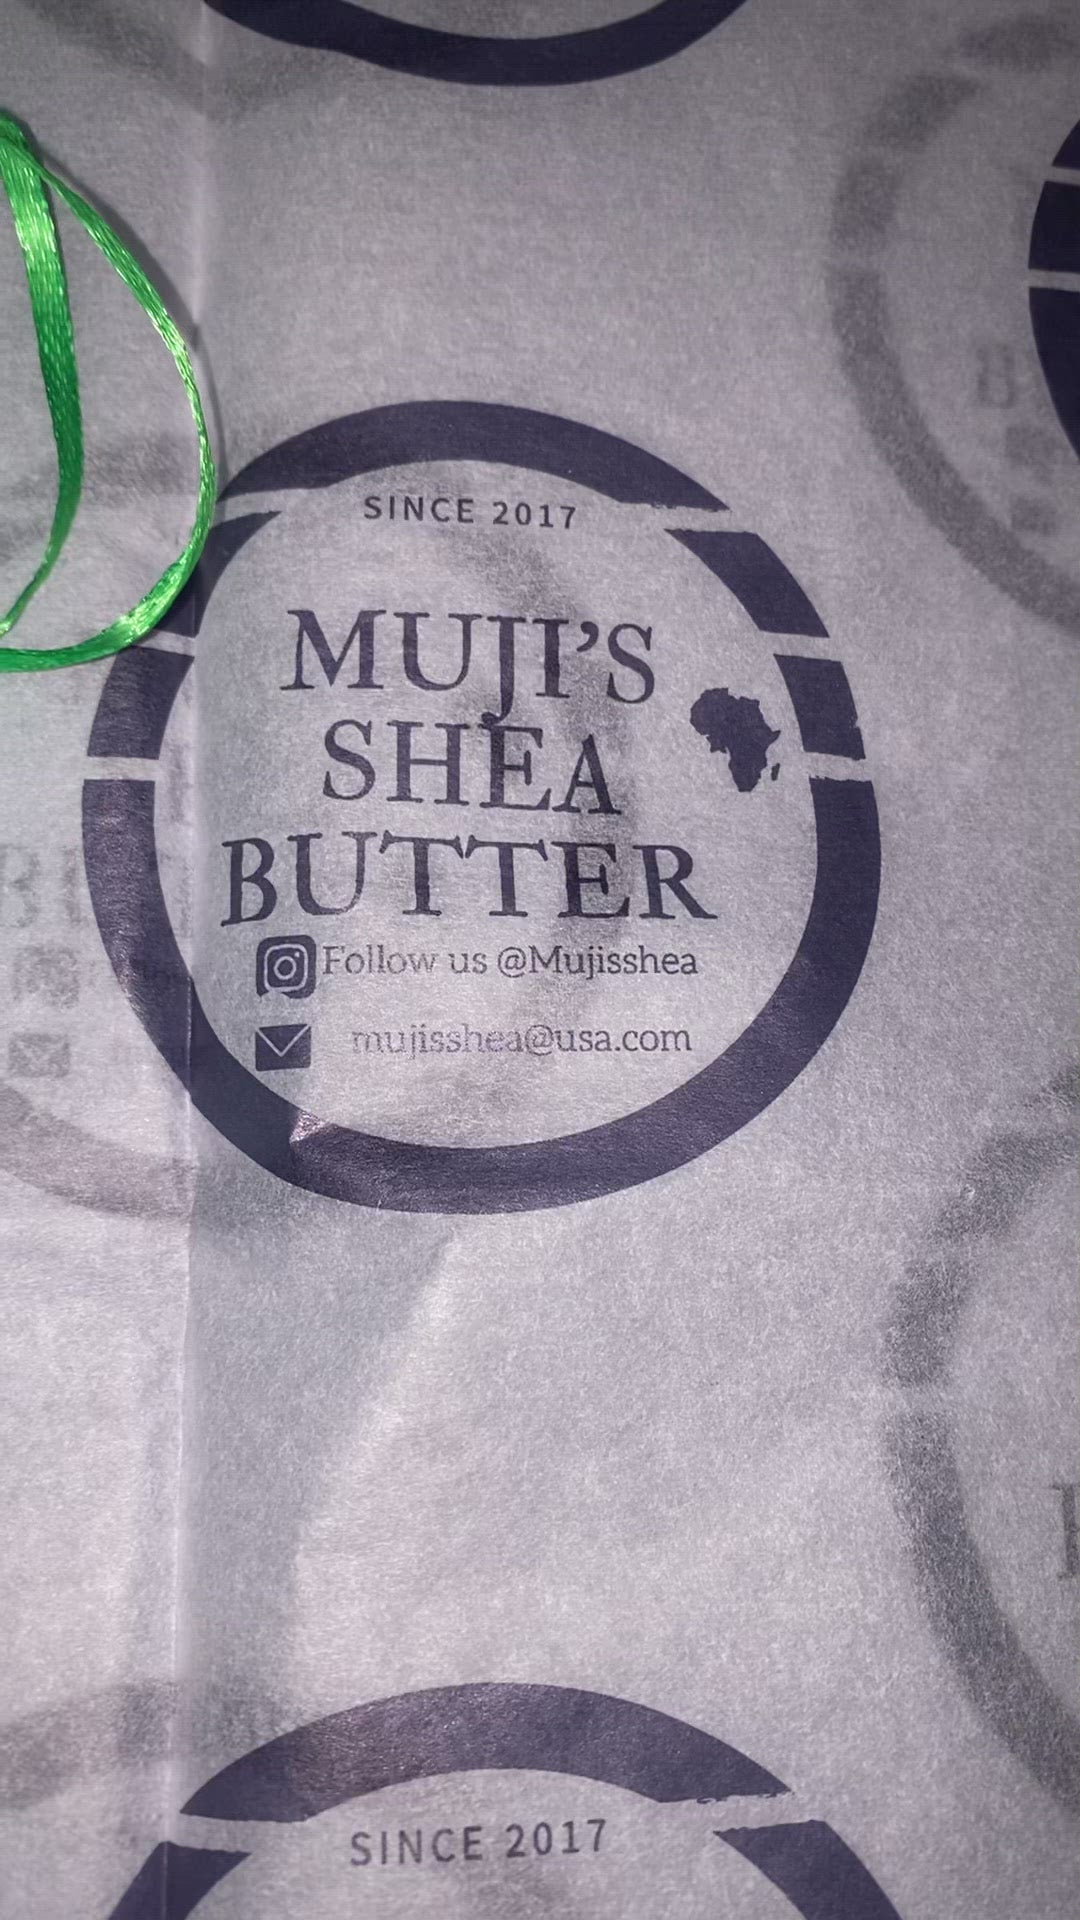 SINCE 2017
MUJI'S
SHEA
BUTTER
Follow us @Mujisshea
mujisshea@usa.com
SINCE 2017